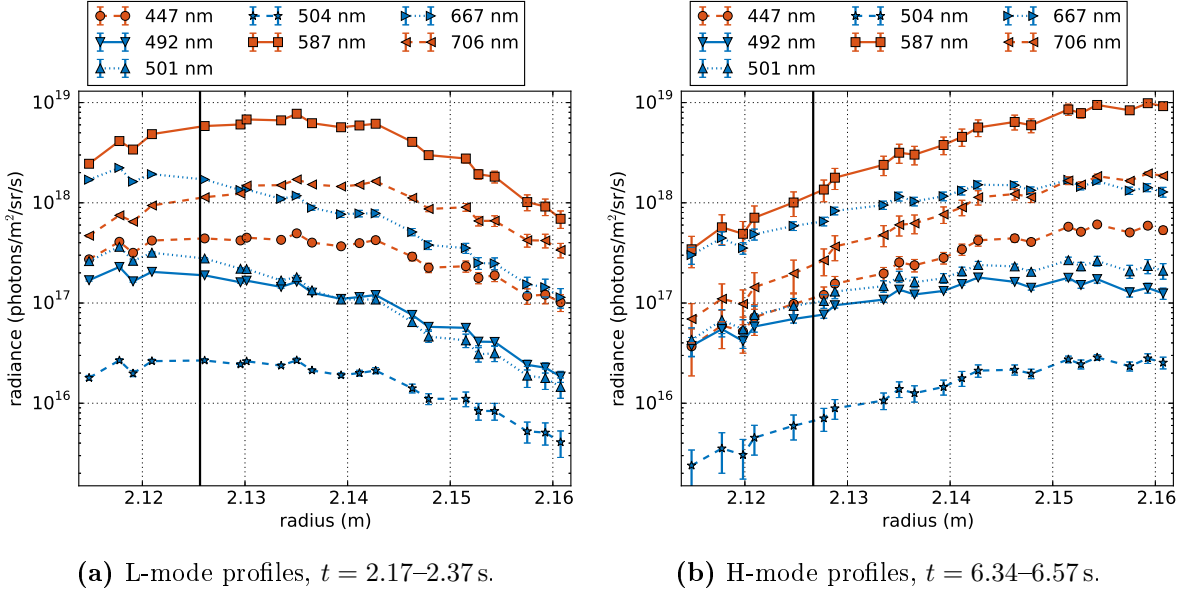 447 nm 504 nm 667 nm
492 nm 587 nm 706 nm
501 nm
10¹⁹
10¹⁸
10¹⁷
10¹⁶
radiance (photons/m²/sr/s)
2.12 2.13 2.14 2.15 2.16
radius (m)
(a) L-mode profiles, t = 2.17–2.37 s.
447 nm 504 nm 667 nm
492 nm 587 nm 706 nm
501 nm
10¹⁹
10¹⁸
10¹⁷
10¹⁶
radiance (photons/m²/sr/s)
2.12 2.13 2.14 2.15 2.16
radius (m)
(b) H-mode profiles, t = 6.34–6.57 s.